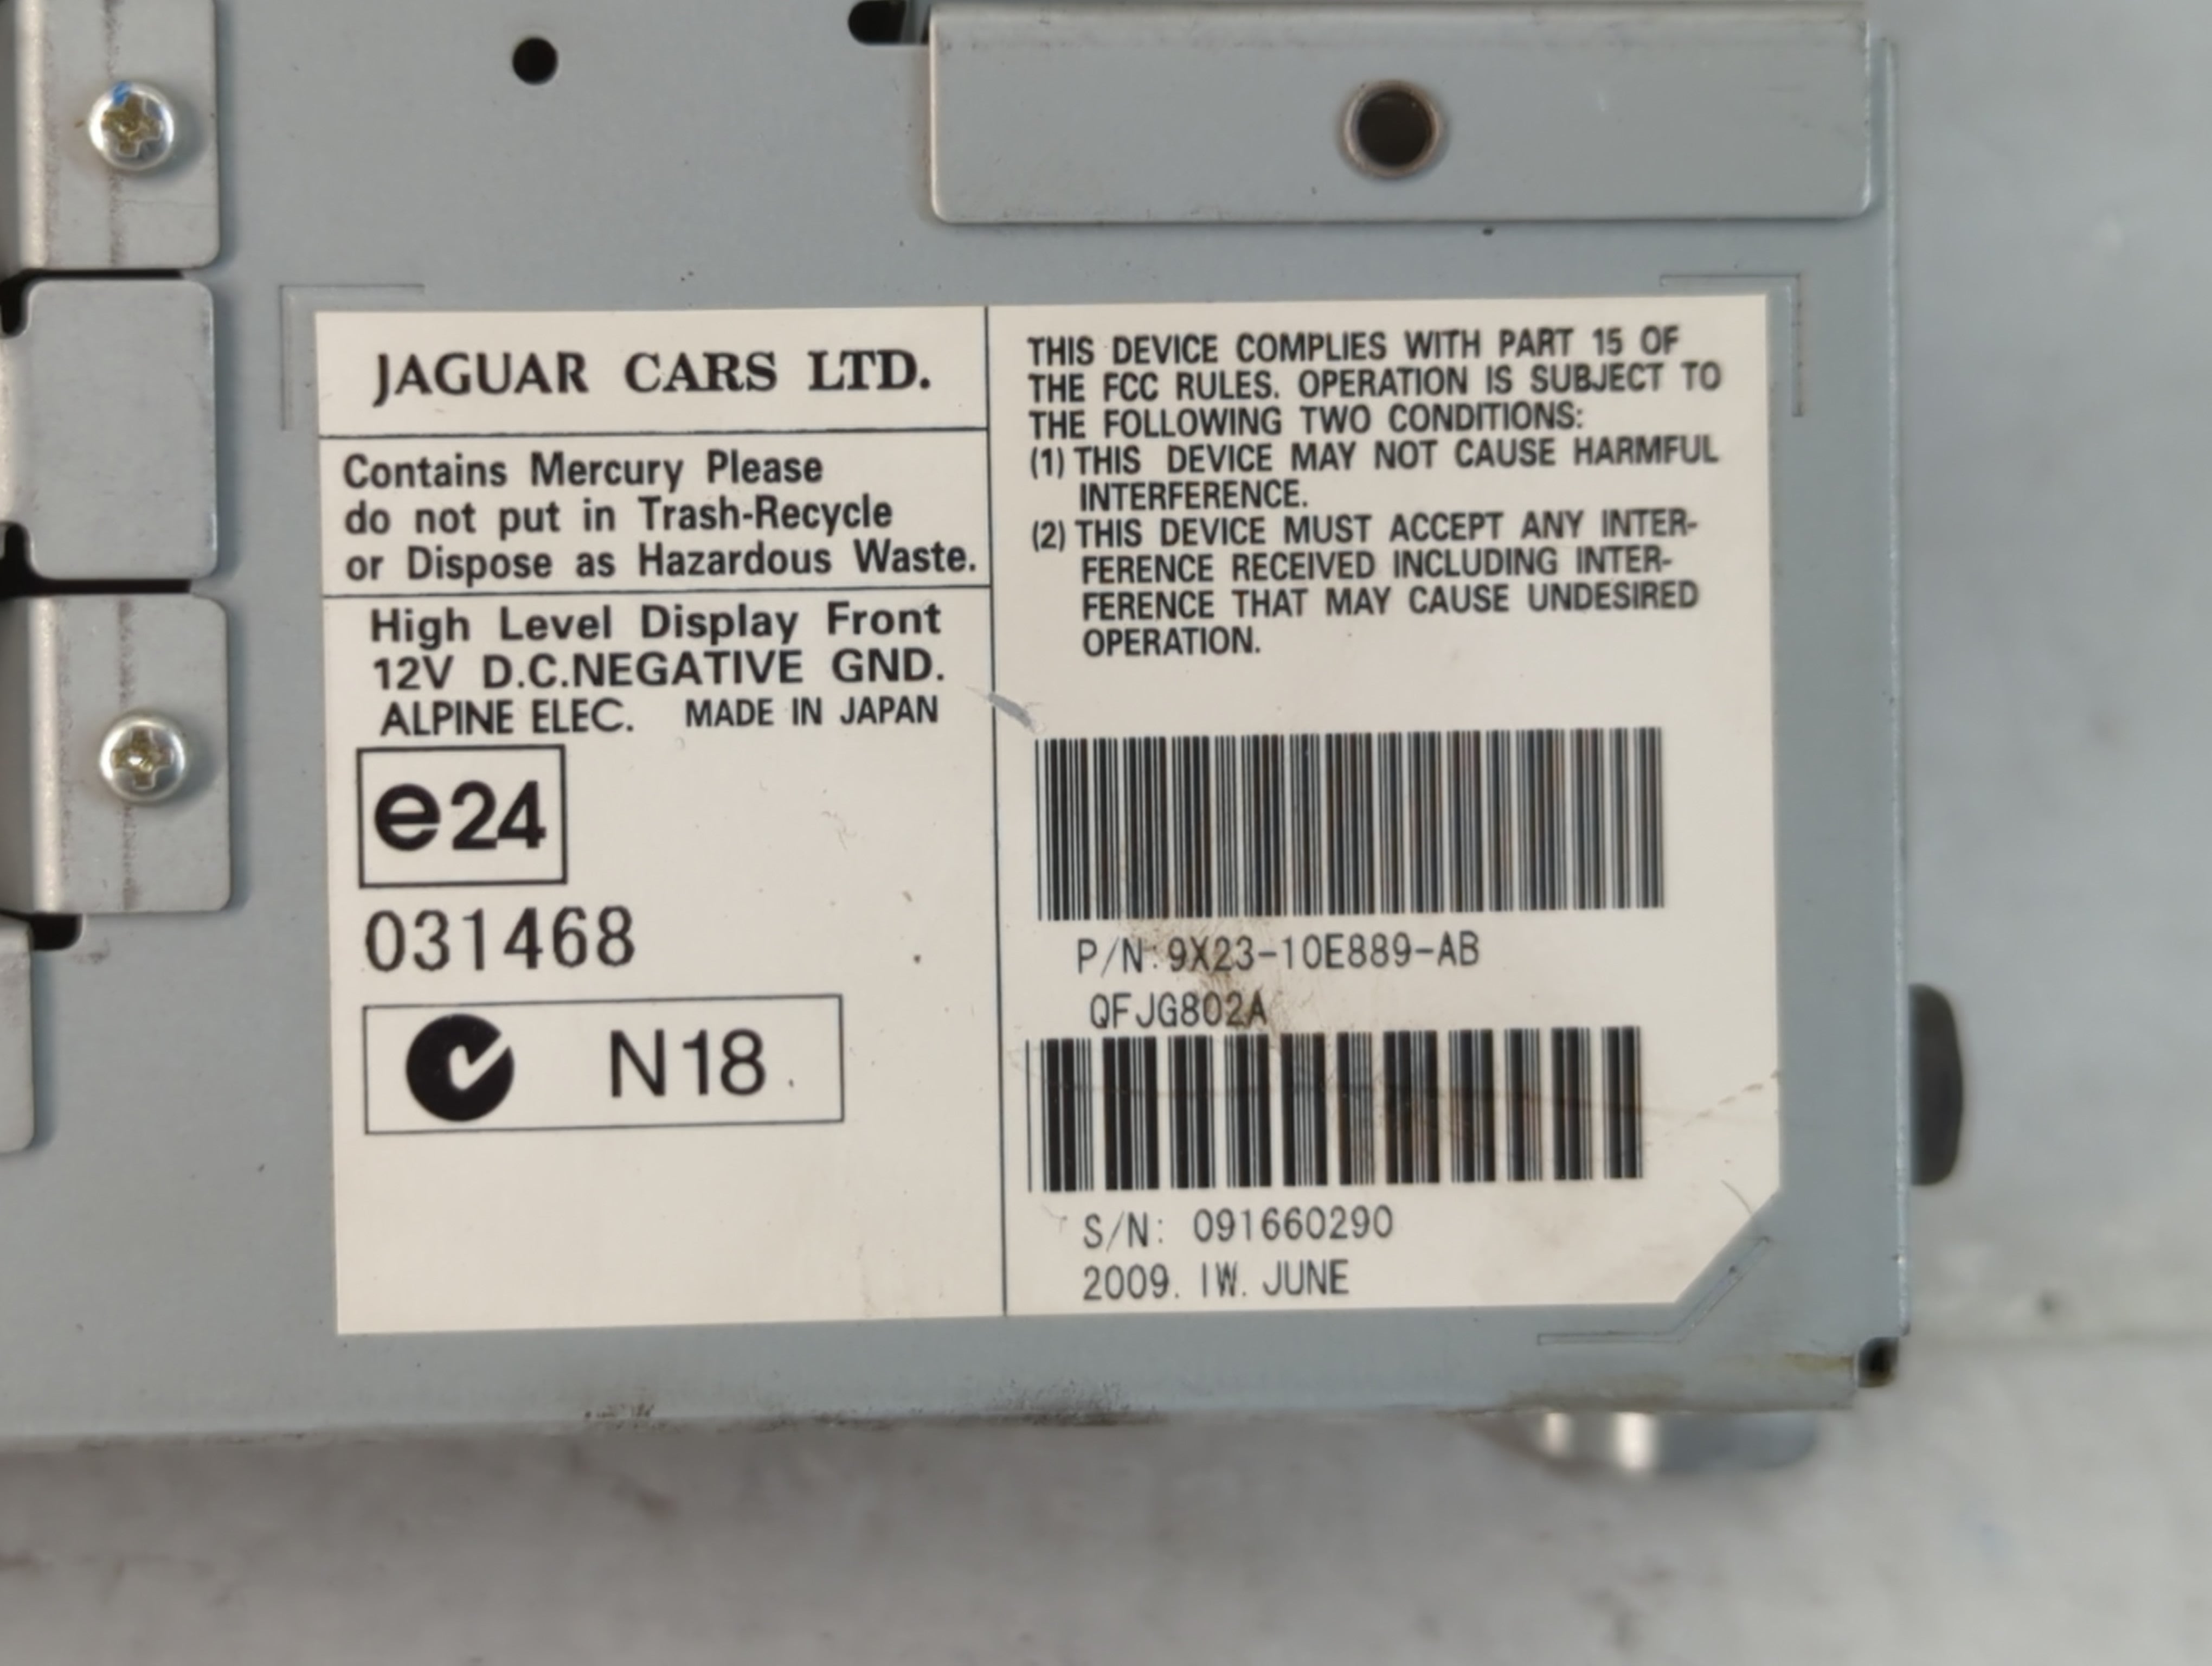 JAGUAR CARS LTD.
Contains Mercury Please
do not put in Trash-Recycle
or Dispose as Hazardous Waste.
High Level Display Front
12V D.C.NEGATIVE GND.
ALPINE ELEC. MADE IN JAPAN
e24
031468
N18
THIS DEVICE COMPLIES WITH PART 15 OF
THE FCC RULES. OPERATION IS SUBJECT TO
THE FOLLOWING TWO CONDITIONS:
(1) THIS DEVICE MAY NOT CAUSE HARMFUL
INTERFERENCE.
(2) THIS DEVICE MUST ACCEPT ANY INTER-
FERENCE RECEIVED INCLUDING INTER-
FERENCE THAT MAY CAUSE UNDESIRED
OPERATION.
P/N:9X23-10E889-AB
QFJG802A
S/N: 091660290
2009. IW. JUNE